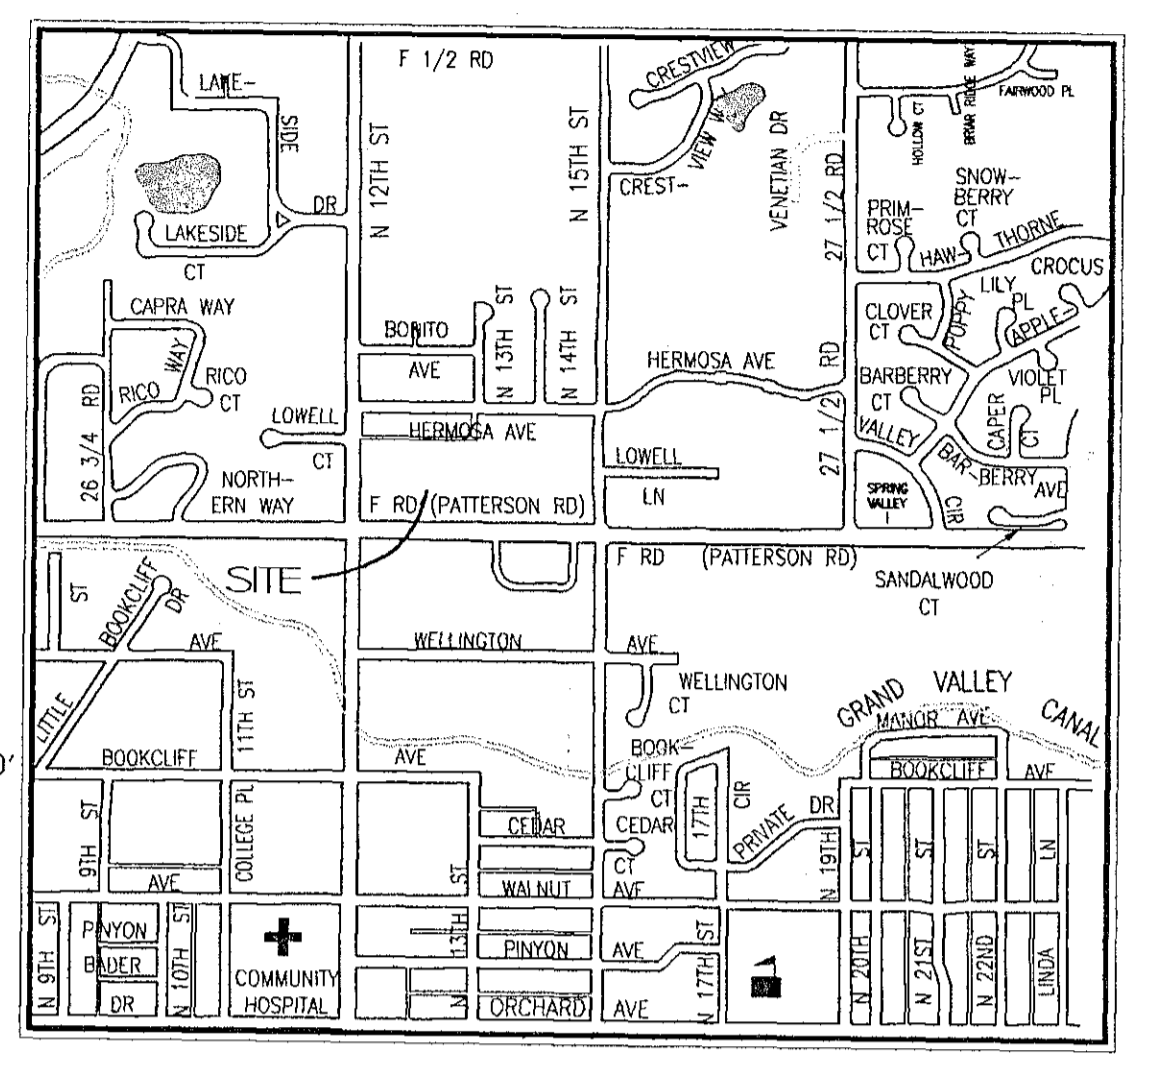 F 1/2 RD
CRESTVIEW
LAKE-
SIDE
DR
N 12TH ST
N 15TH ST
CREST-
VIEW W
VENETIAN DR
27 1/2 RD
HOLLOW CT
BRIAR RIDGE WAY
FAIRWOOD PL
SNOW-
BERRY
CT
PRIM-
ROSE
CT
HAW-
THORNE
LAKESIDE
CT
CROCUS
LILY
PL
POPPY
APPLE-
CLOVER
CT
CAPRA WAY
BONITO
AVE
N 13TH ST
N 14TH ST
HERMOSA AVE
27 1/2 RD
BARBERRY
CT
VIOLET
PL
RICO
WAY
RICO
CT
26 3/4 RD
LOWELL
CT
HERMOSA AVE
LOWELL
LN
VALLEY
CIR
CAPER
CT
BAR-BERRY
AVE
SPRING
VALLEY
1
NORTH-
ERN WAY
F RD (PATTERSON RD)
F RD (PATTERSON RD)
SANDALWOOD
CT
SITE
ST
BOOKCLIFF
DR
AVE
WELLINGTON
AVE
WELLINGTON
CT
GRAND VALLEY CANAL
MANOR AVE
LITTLE
11TH ST
BOOKCLIFF
AVE
BOOK-
CLIFF
CT
BOOKCLIFF AVE
0'
9TH ST
COLLEGE PL
CEDAR
CEDAR
CT
17TH
CIR
PRIVATE
DR
N 19TH
ST
ST
ST
LN
AVE
ST
WALNUT
AVE
N 9TH ST
PINYON
BADER
DR
N 10TH ST
COMMUNITY
HOSPITAL
N 13TH
PINYON
AVE
ORCHARD
AVE
N 17TH ST
N 20TH
N 21ST
N 22ND
LINDA